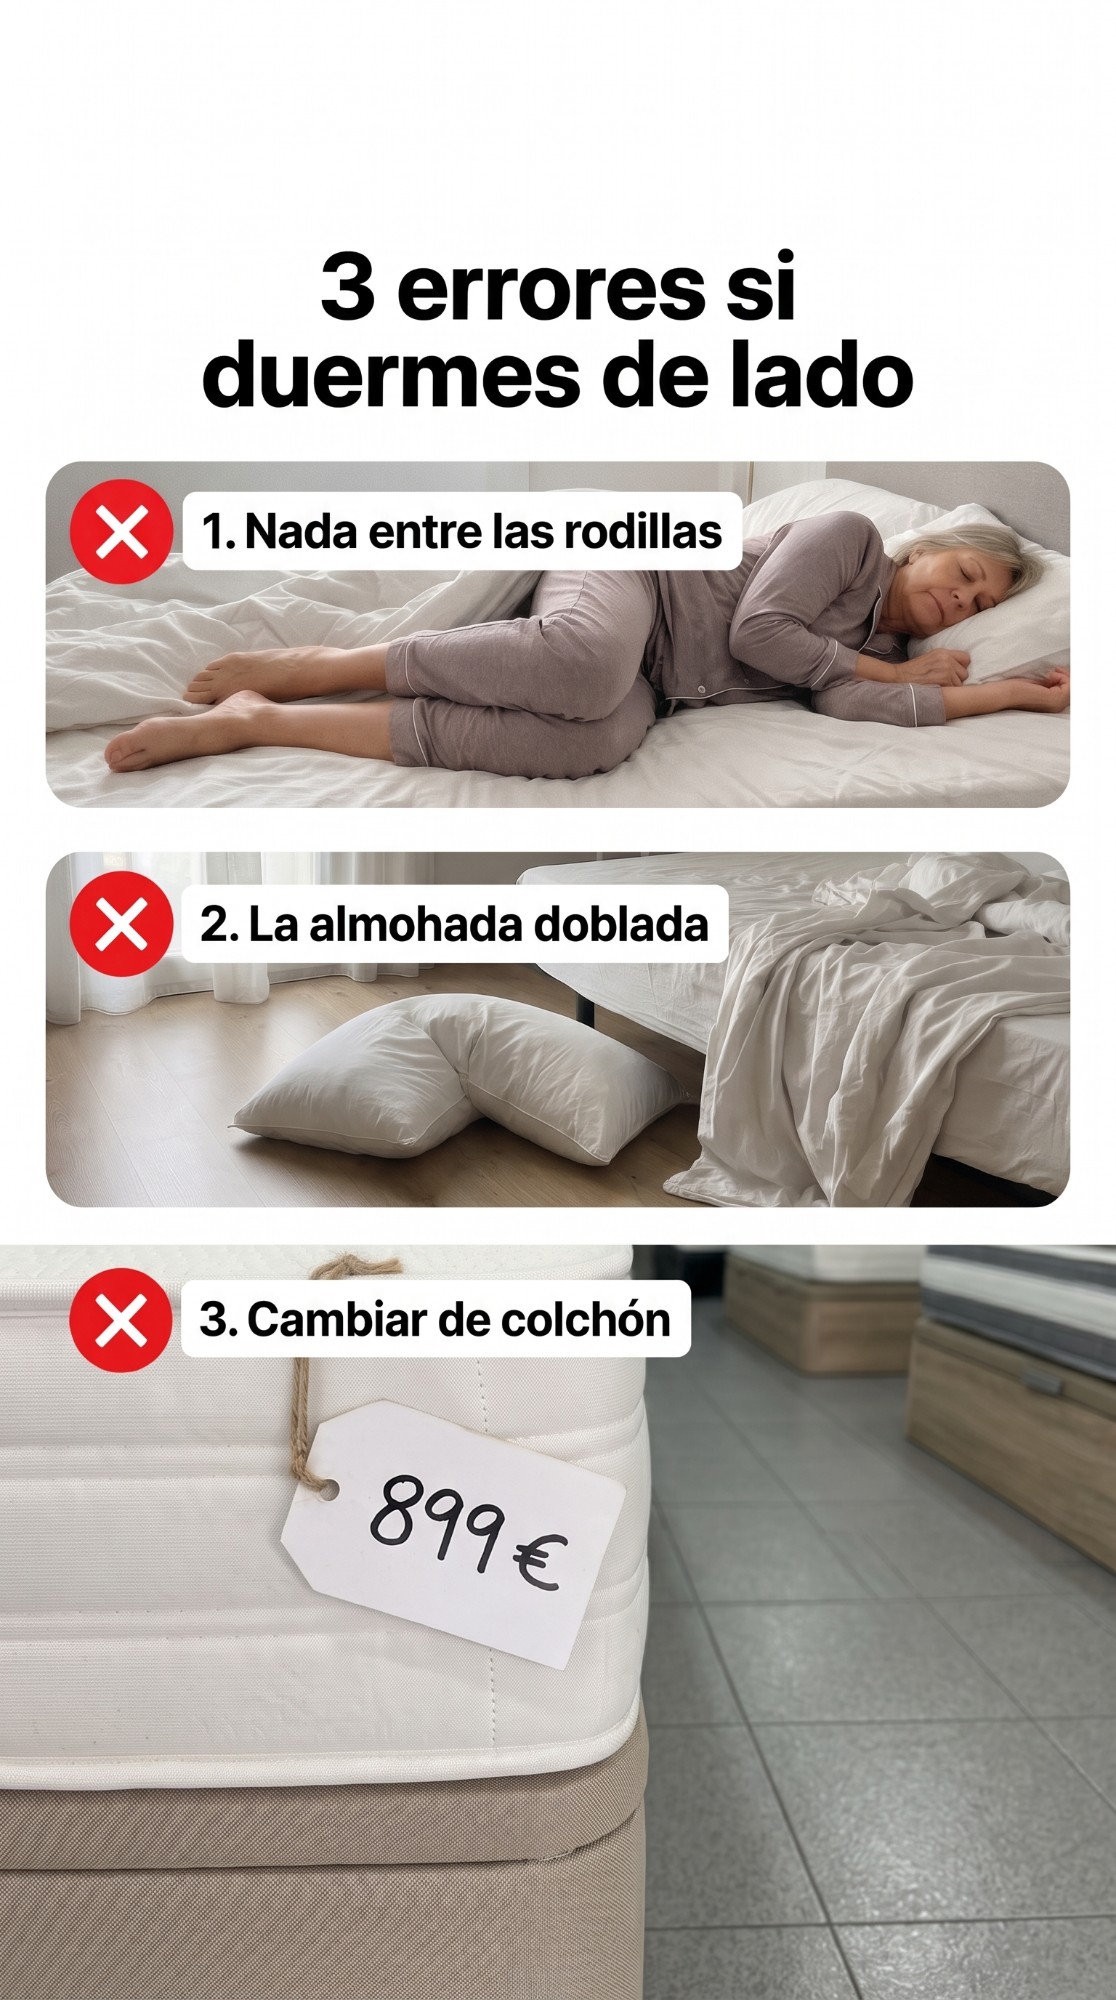 3 errores si
duermes de lado
1. Nada entre las rodillas
2. La almohada doblada
3. Cambiar de colchón
899 €